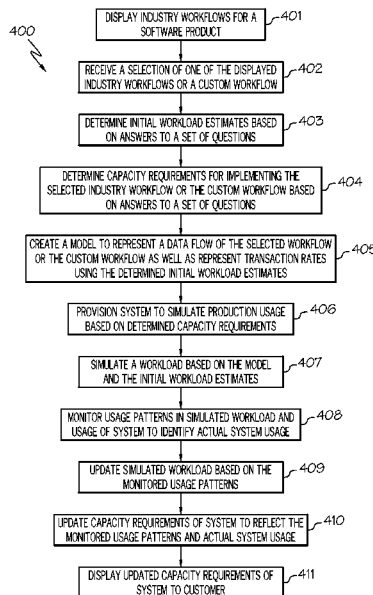 400
DISPLAY INDUSTRY WORKFLOWS FOR A
SOFTWARE PRODUCT
401
RECEIVE A SELECTION OF ONE OF THE DISPLAYED
INDUSTRY WORKFLOWS OR A CUSTOM WORKFLOW
402
DETERMINE INITIAL WORKLOAD ESTIMATES BASED
ON ANSWERS TO A SET OF QUESTIONS
403
DETERMINE CAPACITY REQUIREMENTS FOR IMPLEMENTING THE
SELECTED INDUSTRY WORKFLOW OR THE CUSTOM WORKFLOW BASED
ON ANSWERS TO A SET OF QUESTIONS
404
CREATE A MODEL TO REPRESENT A DATA FLOW OF THE SELECTED WORKFLOW
OR THE CUSTOM WORKFLOW AS WELL AS REPRESENT TRANSACTION RATES
USING THE DETERMINED INITIAL WORKLOAD ESTIMATES
405
PROVISION SYSTEM TO SIMULATE PRODUCTION USAGE
BASED ON DETERMINED CAPACITY REQUIREMENTS
406
SIMULATE A WORKLOAD BASED ON THE MODEL
AND THE INITIAL WORKLOAD ESTIMATES
407
MONITOR USAGE PATTERNS IN SIMULATED WORKLOAD AND
USAGE OF SYSTEM TO IDENTIFY ACTUAL SYSTEM USAGE
408
UPDATE SIMULATED WORKLOAD BASED ON THE
MONITORED USAGE PATTERNS
409
UPDATE CAPACITY REQUIREMENTS OF SYSTEM TO REFLECT THE
MONITORED USAGE PATTERNS AND ACTUAL SYSTEM USAGE
410
DISPLAY UPDATED CAPACITY REQUIREMENTS OF
SYSTEM TO CUSTOMER
411